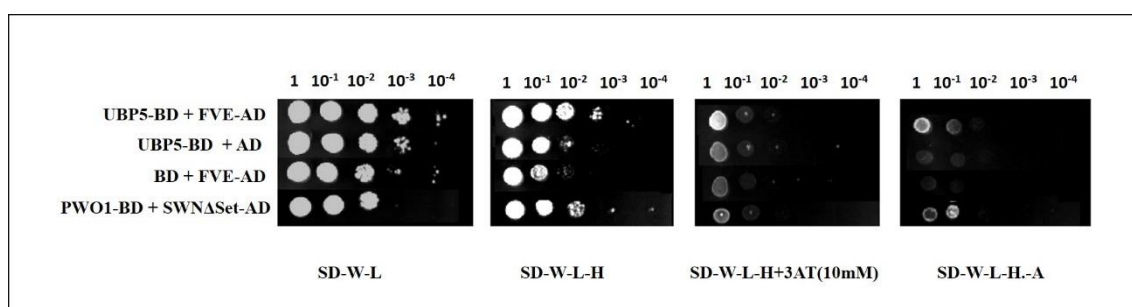 1 10⁻¹ 10⁻² 10⁻³ 10⁻⁴ 1 10⁻¹ 10⁻² 10⁻³ 10⁻⁴ 1 10⁻¹ 10⁻² 10⁻³ 10⁻⁴ 1 10⁻¹ 10⁻² 10⁻³ 10⁻⁴
UBP5-BD + FVE-AD
UBP5-BD + AD
BD + FVE-AD
PWO1-BD + SWNΔSet-AD
SD-W-L SD-W-L-H SD-W-L-H+3AT(10mM) SD-W-L-H.-A